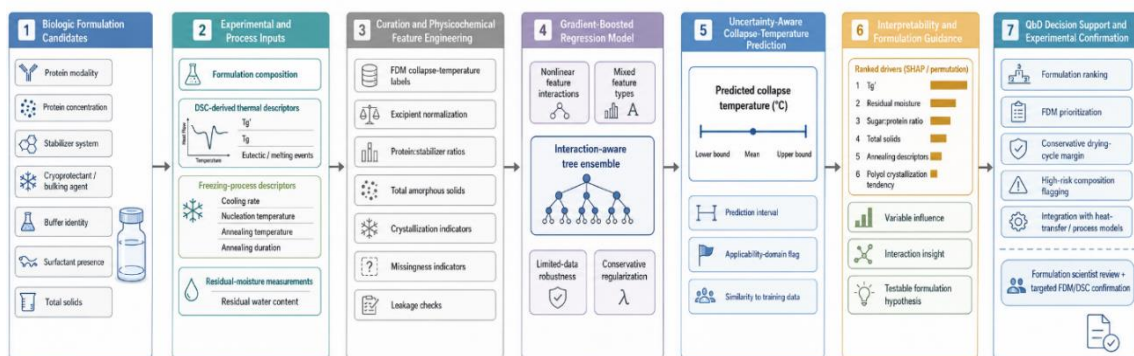 1
Biologic Formulation
Candidates
Protein modality
Protein concentration
Stabilizer system
Cryoprotectant /
bulking agent
Buffer identity
Surfactant presence
Total solids
2
Experimental and
Process Inputs
Formulation composition
DSC-derived thermal descriptors
Heat Flow
Temperature
Tg'
Tg
Eutectic / melting events
Freezing-process descriptors
Cooling rate
Nucleation temperature
Annealing temperature
Annealing duration
Residual-moisture measurements
Residual water content
3
Curation and Physicochemical
Feature Engineering
FDM collapse-temperature
labels
Excipient normalization
Protein:stabilizer ratios
Total amorphous solids
Crystallization indicators
?
Missingness indicators
Leakage checks
4
Gradient-Boosted
Regression Model
Nonlinear
feature
interactions
Mixed
feature
types
A
Interaction-aware
tree ensemble
Limited-data
robustness
Conservative
regularization
λ
5
Uncertainty-Aware
Collapse-Temperature
Prediction
Predicted collapse
temperature (°C)
Lower bound
Mean
Upper bound
Prediction interval
Applicability-domain flag
Similarity to training data
6
Interpretability and
Formulation Guidance
Ranked drivers (SHAP / permutation)
1 Tg'
2 Residual moisture
3 Sugar:protein ratio
4 Total solids
5 Annealing descriptors
6 Polyol crystallization
tendency
Variable influence
Interaction insight
Testable formulation
hypothesis
7
QbD Decision Support and
Experimental Confirmation
Formulation ranking
FDM prioritization
Conservative drying-
cycle margin
High-risk composition
flagging
Integration with heat-
transfer / process models
Formulation scientist review +
targeted FDM/DSC confirmation